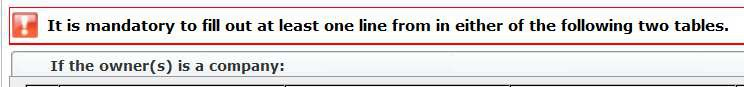 It is mandatory to fill out at least one line from in either of the following two tables.
If the owner(s) is a company: